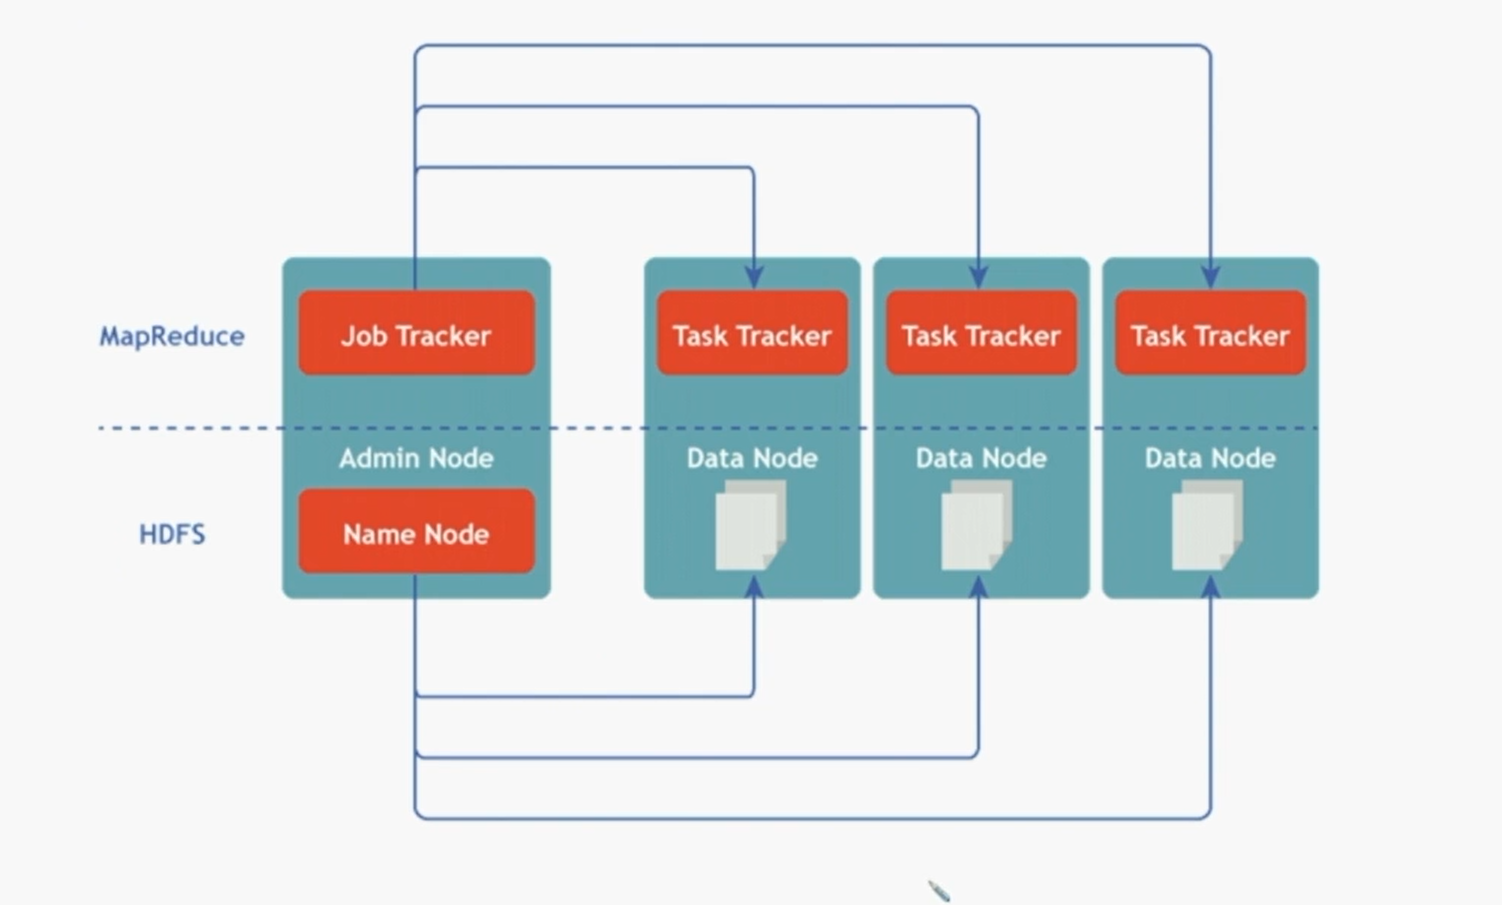 MapReduce
Job Tracker
Task Tracker
Task Tracker
Task Tracker
Admin Node
Data Node
Data Node
Data Node
HDFS
Name Node